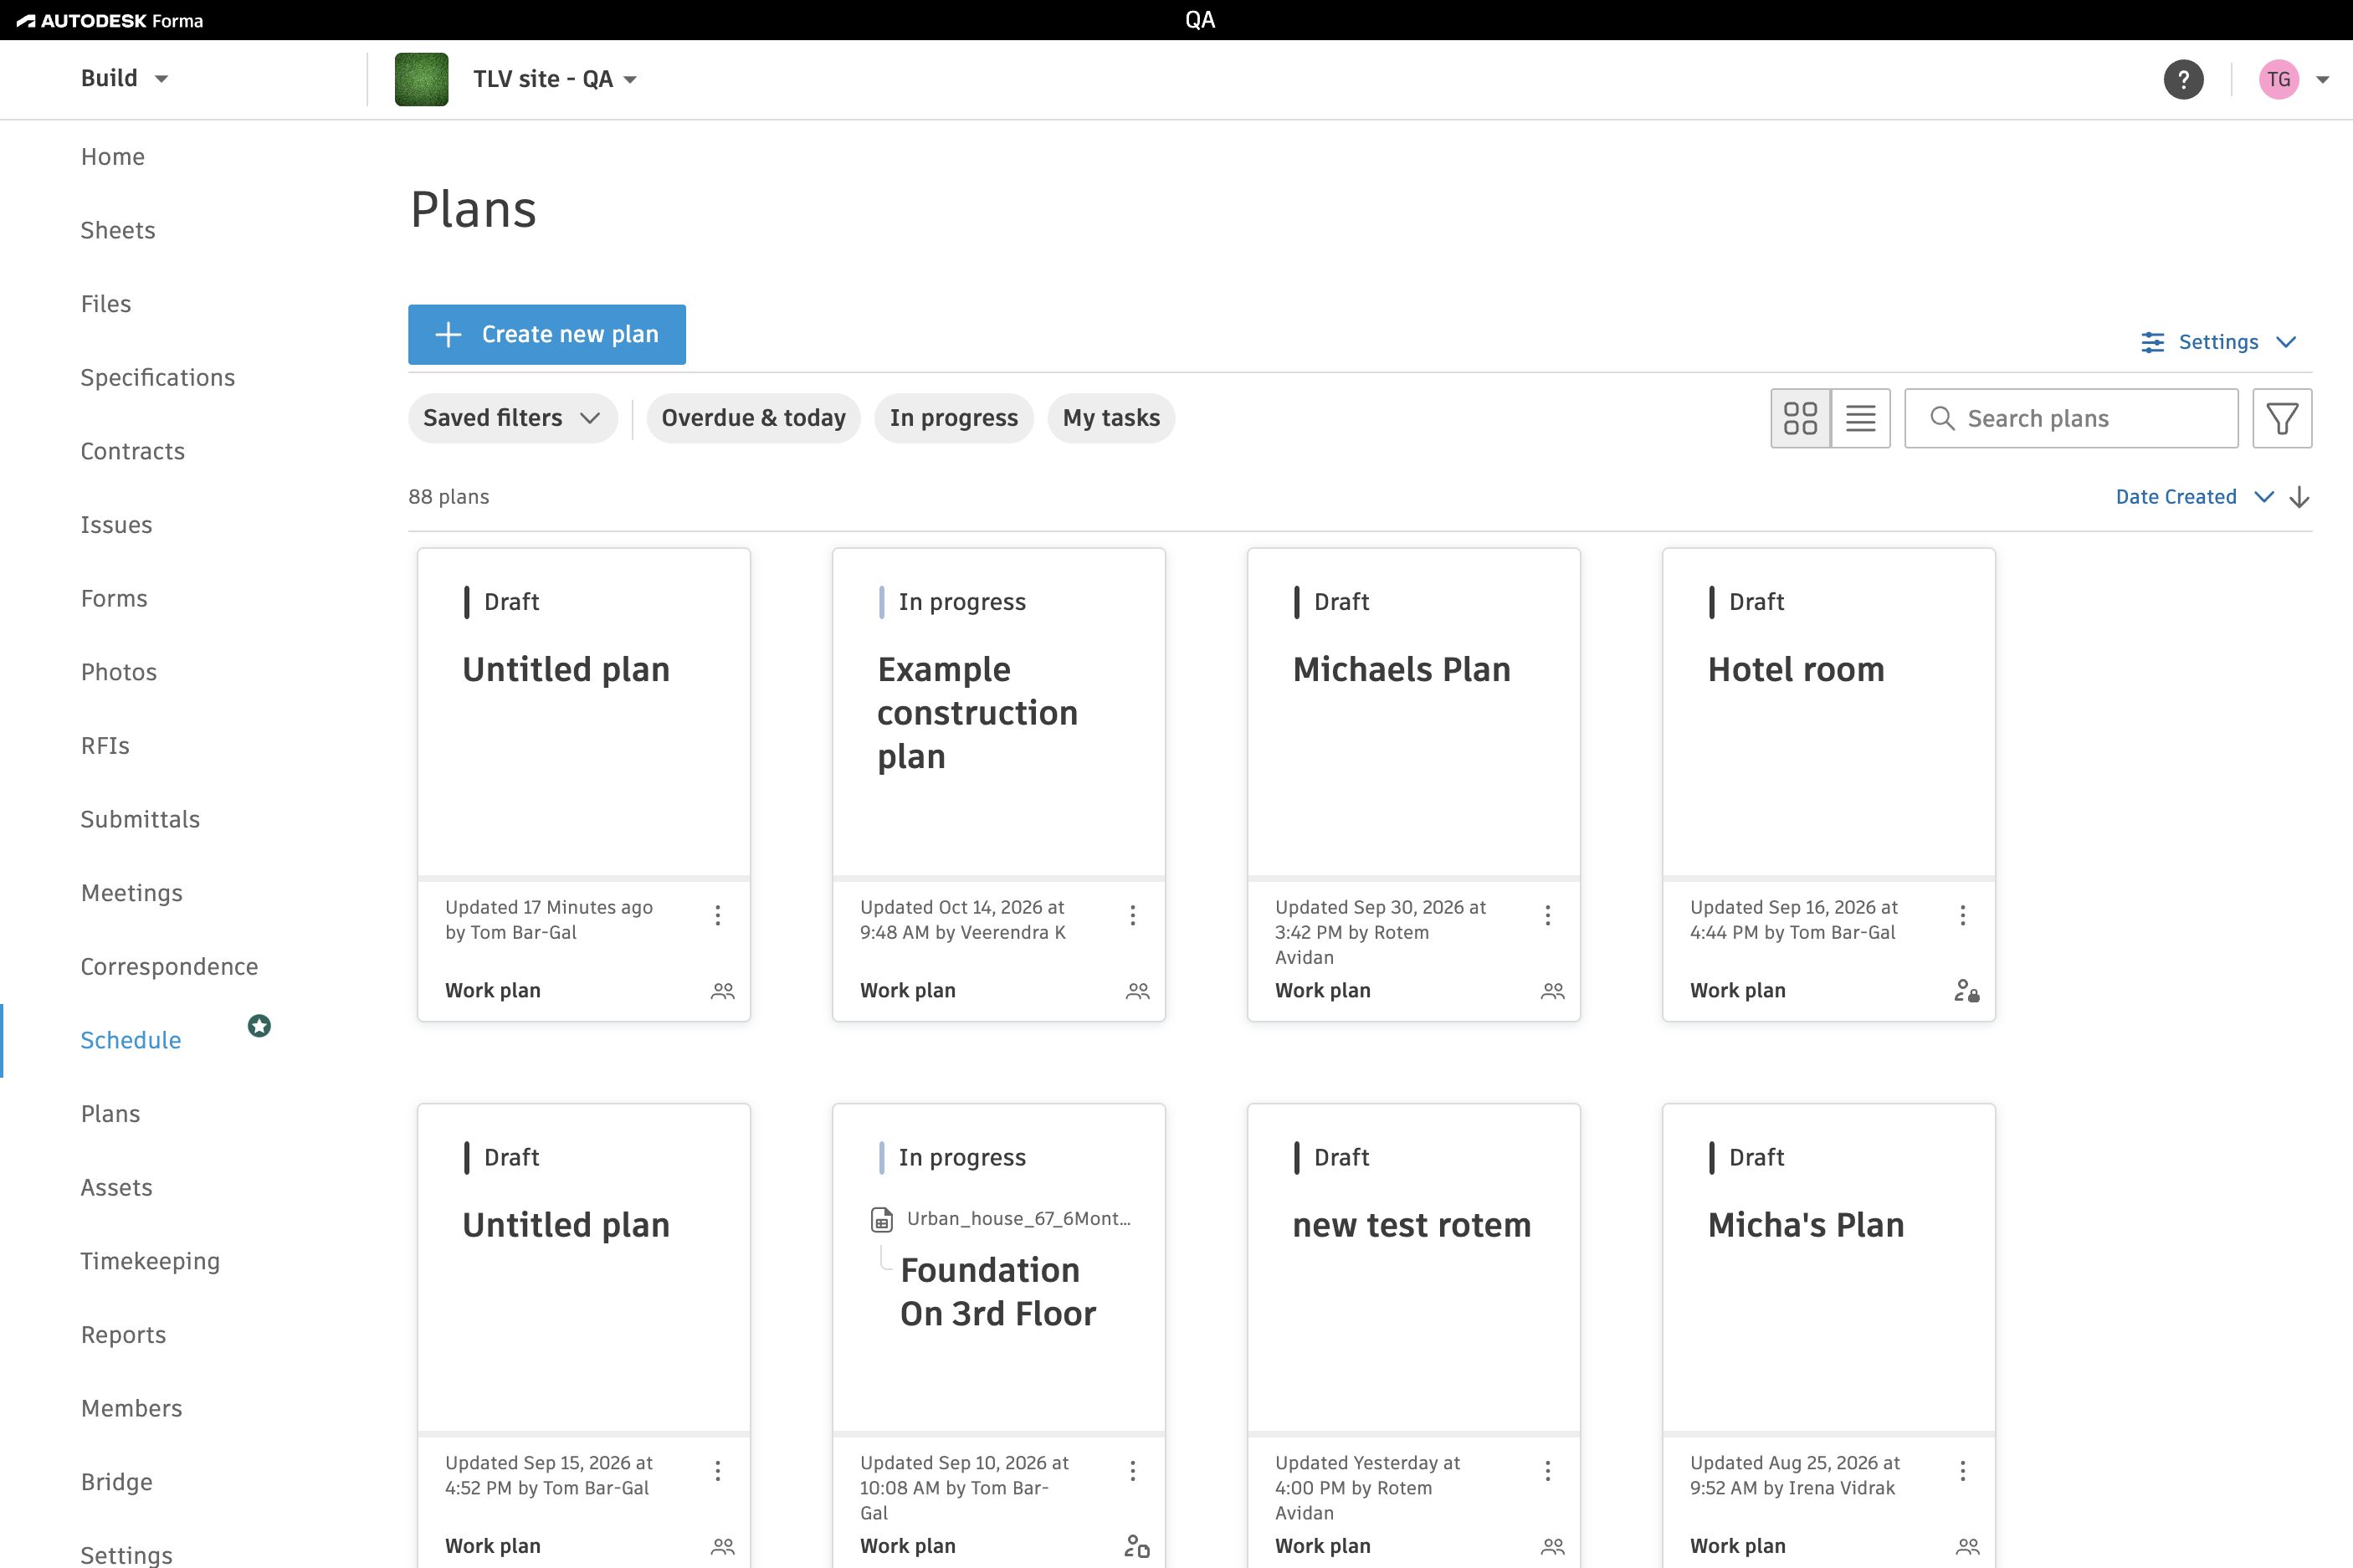 AUTODESK Forma
QA
Build
TLV site - QA
?
TG
Home
Sheets
Files
Specifications
Contracts
Issues
Forms
Photos
RFIs
Submittals
Meetings
Correspondence
Schedule
Plans
Assets
Timekeeping
Reports
Members
Bridge
Settings
Plans
Create new plan
Settings
Saved filters
Overdue & today
In progress
My tasks
Search plans
88 plans
Date Created
Draft
Untitled plan
Updated 17 Minutes ago
by Tom Bar-Gal
Work plan
In progress
Example
construction
plan
Updated Oct 14, 2026 at
9:48 AM by Veerendra K
Work plan
Draft
Michaels Plan
Updated Sep 30, 2026 at
3:42 PM by Rotem
Avidan
Work plan
Draft
Hotel room
Updated Sep 16, 2026 at
4:44 PM by Tom Bar-Gal
Work plan
Draft
Untitled plan
Updated Sep 15, 2026 at
4:52 PM by Tom Bar-Gal
Work plan
In progress
Urban_house_67_6Mont...
Foundation
On 3rd Floor
Updated Sep 10, 2026 at
10:08 AM by Tom Bar-
Gal
Work plan
Draft
new test rotem
Updated Yesterday at
4:00 PM by Rotem
Avidan
Work plan
Draft
Micha's Plan
Updated Aug 25, 2026 at
9:52 AM by Irena Vidrak
Work plan